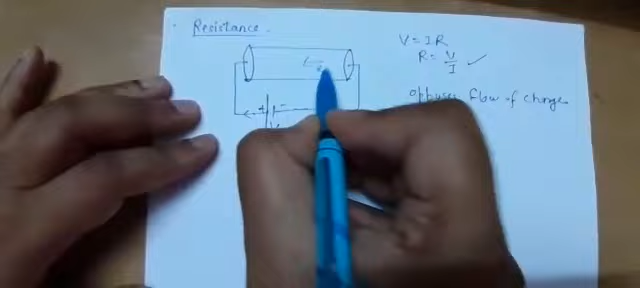 Resistance.
V = IR
R = V/I ✓
opposes flow of charges
+ -